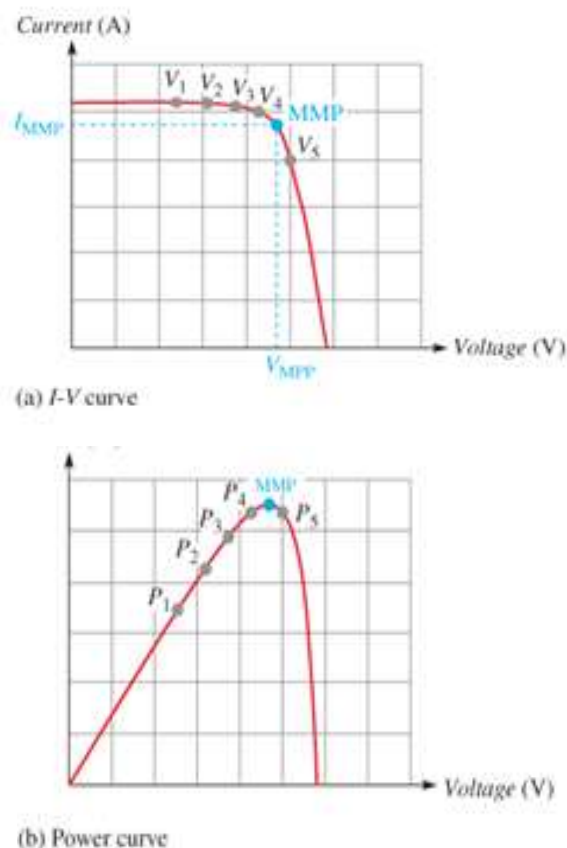 Current (A)
V1 V2 V3 V4 MMP
IMMP
V5
Voltage (V)
VMPP
(a) I-V curve
MMP
P4
P5
P3
P2
P1
Voltage (V)
(b) Power curve